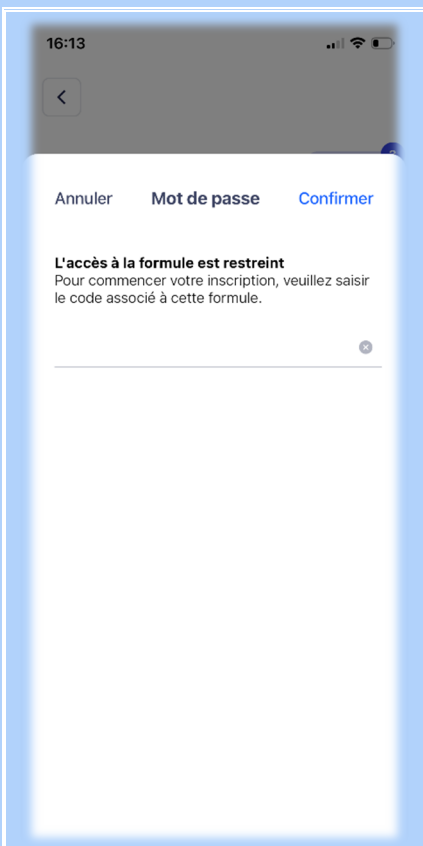 16:13
Annuler Mot de passe Confirmer
L'accès à la formule est restreint
Pour commencer votre inscription, veuillez saisir
le code associé à cette formule.